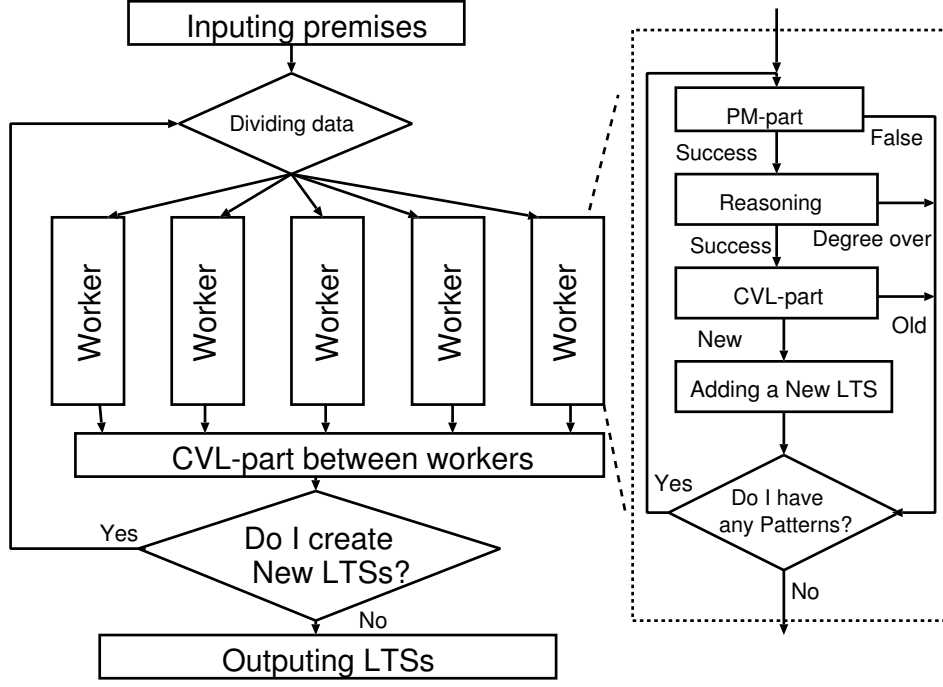 Inputing premises
Dividing data
Worker
Worker
Worker
Worker
Worker
CVL-part between workers
Yes
Do I create
New LTSs?
No
Outputing LTSs
PM-part
False
Success
Reasoning
Degree over
Success
CVL-part
Old
New
Adding a New LTS
Yes
Do I have
any Patterns?
No